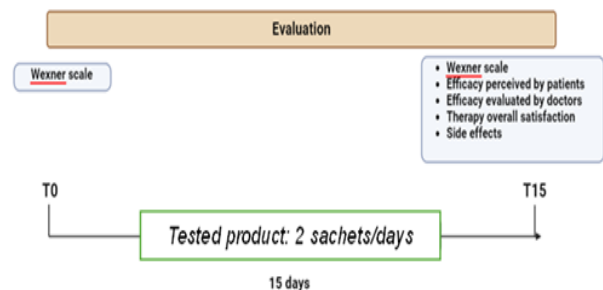 Evaluation
Wexner scale
• Wexner scale
• Efficacy perceived by patients
• Efficacy evaluated by doctors
• Therapy overall satisfaction
• Side effects
T0
T15
Tested product: 2 sachets/days
15 days